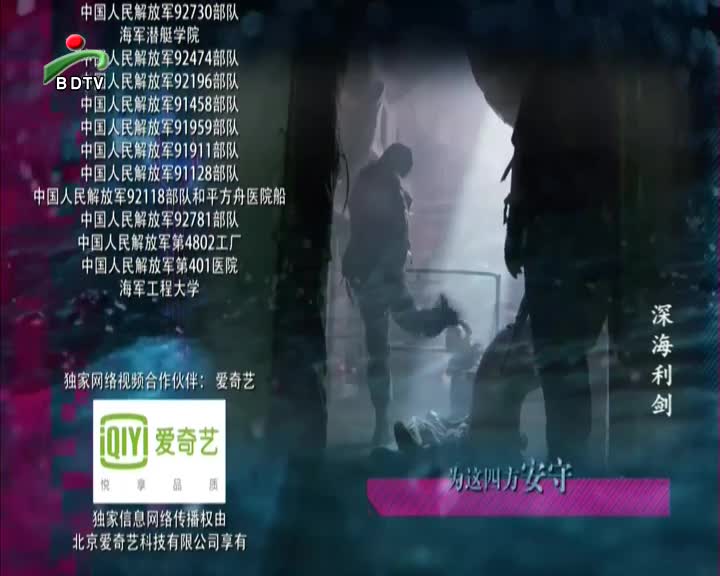 中国人民解放军92730部队
海军潜艇学院
中国人民解放军92474部队
BDTV
中国人民解放军92196部队
中国人民解放军91458部队
中国人民解放军91959部队
中国人民解放军91911部队
中国人民解放军91128部队
中国人民解放军92118部队和平方舟医院船
中国人民解放军92781部队
中国人民解放军第4802工厂
中国人民解放军第401医院
海军工程大学
独家网络视频合作伙伴：爱奇艺
iQIYI 爱奇艺
悦享品质
独家信息网络传播权由
北京爱奇艺科技有限公司享有
深海利剑
为这四方安守